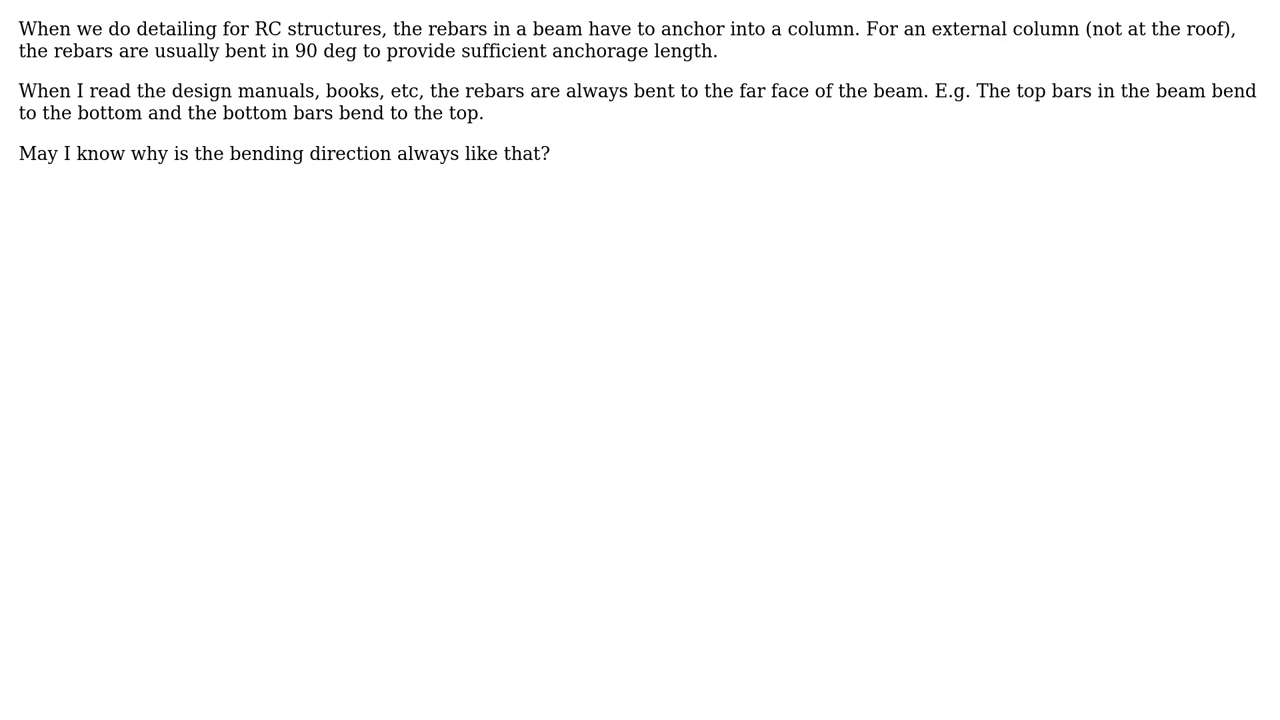 When we do detailing for RC structures, the rebars in a beam have to anchor into a column. For an external column (not at the roof),
the rebars are usually bent in 90 deg to provide sufficient anchorage length.
When I read the design manuals, books, etc, the rebars are always bent to the far face of the beam. E.g. The top bars in the beam bend
to the bottom and the bottom bars bend to the top.
May I know why is the bending direction always like that?